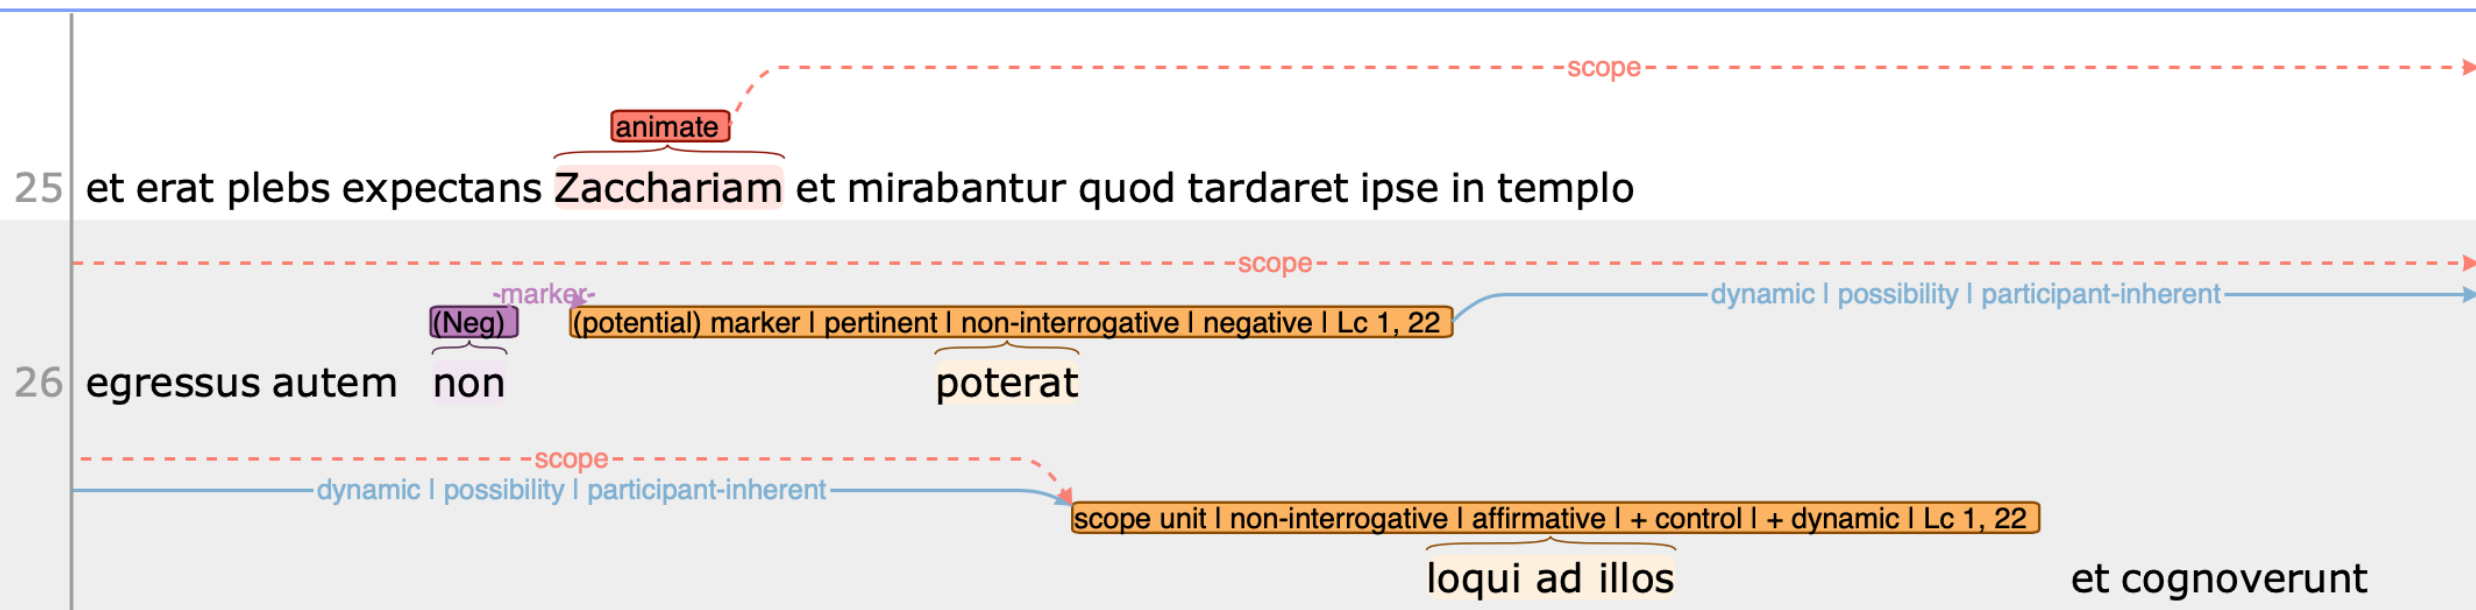 scope
animate
25 et erat plebs expectans Zacchariam et mirabantur quod tardaret ipse in templo
scope
marker dynamic | possibility | participant-inherent
(Neg) (potential) marker | pertinent | non-interrogative | negative | Lc 1, 22
26 egressus autem non poterat
scope
dynamic | possibility | participant-inherent
scope unit | non-interrogative | affirmative | + control | + dynamic | Lc 1, 22
loqui ad illos et cognoverunt